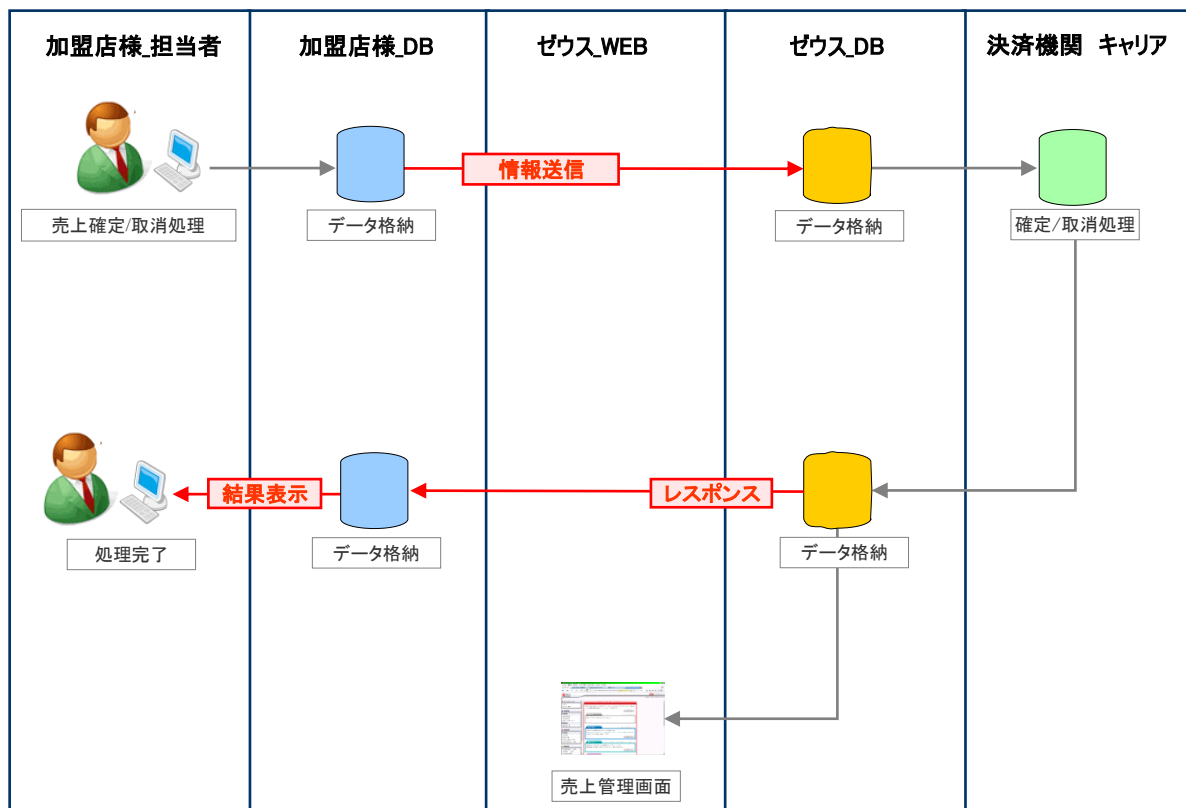 加盟店様_担当者
加盟店様_DB
ゼウス_WEB
ゼウス_DB
決済機関 キャリア
情報送信
売上確定/取消処理
データ格納
データ格納
確定/取消処理
結果表示
レスポンス
処理完了
データ格納
データ格納
売上管理画面